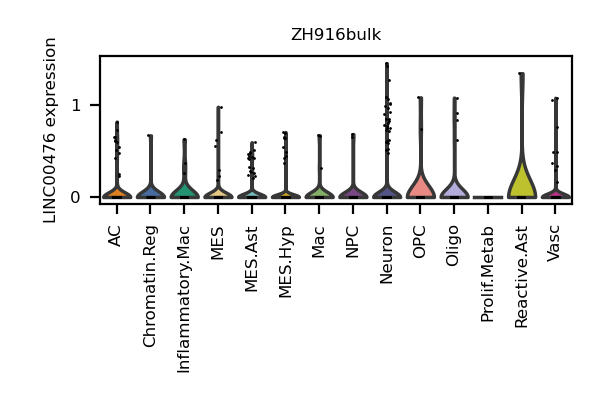 ZH916bulk
LINC00476 expression
1
0
AC
Chromatin.Reg
Inflammatory.Mac
MES
MES.Ast
MES.Hyp
Mac
NPC
Neuron
OPC
Oligo
Prolif.Metab
Reactive.Ast
Vasc